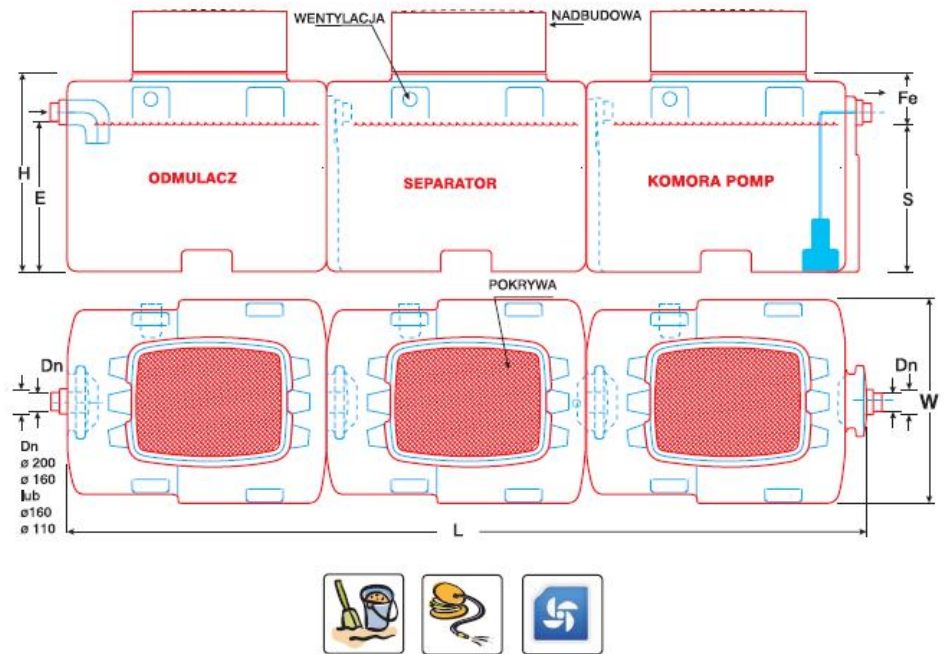 WENTYLACJA
NADBUDOWA
Fe
H
E
ODMULACZ
SEPARATOR
KOMORA POMP
S
POKRYWA
Dn
Dn
W
Dn
ø 200
ø 160
lub
ø160
ø 110
L